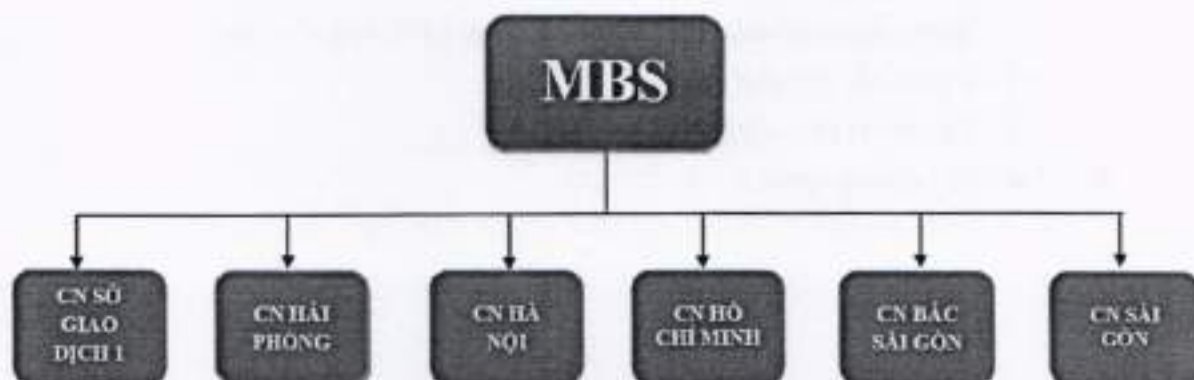 MBS
CN SỞ
GIAO
DỊCH 1
CN HẢI
PHÒNG
CN HÀ
NỘI
CN HỒ
CHÍ MINH
CN BẮC
SÀI GÒN
CN SÀI
GÒN